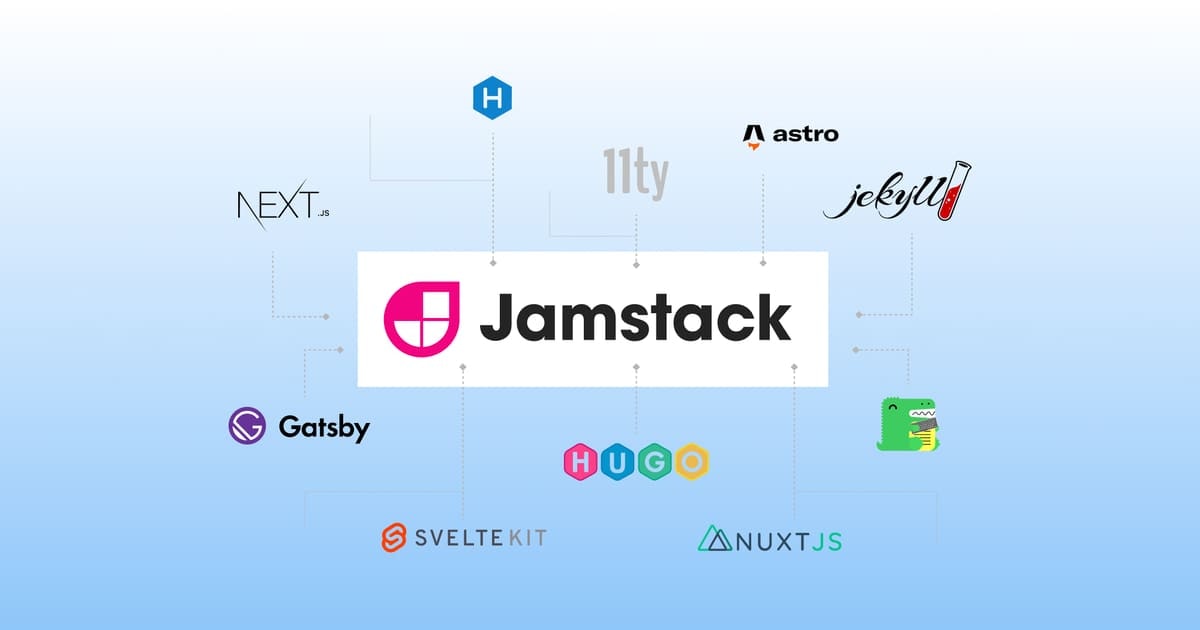 H
11ty
astro
NEXT.JS
jekyll
Jamstack
Gatsby
HUGO
SVELTEKIT
NUXTJS